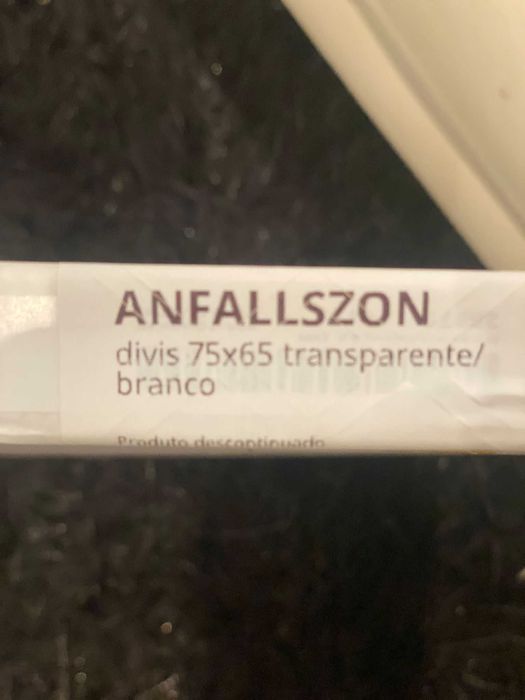 ANFALLSZON
divis 75x65 transparente/
branco
Produto descontinuado